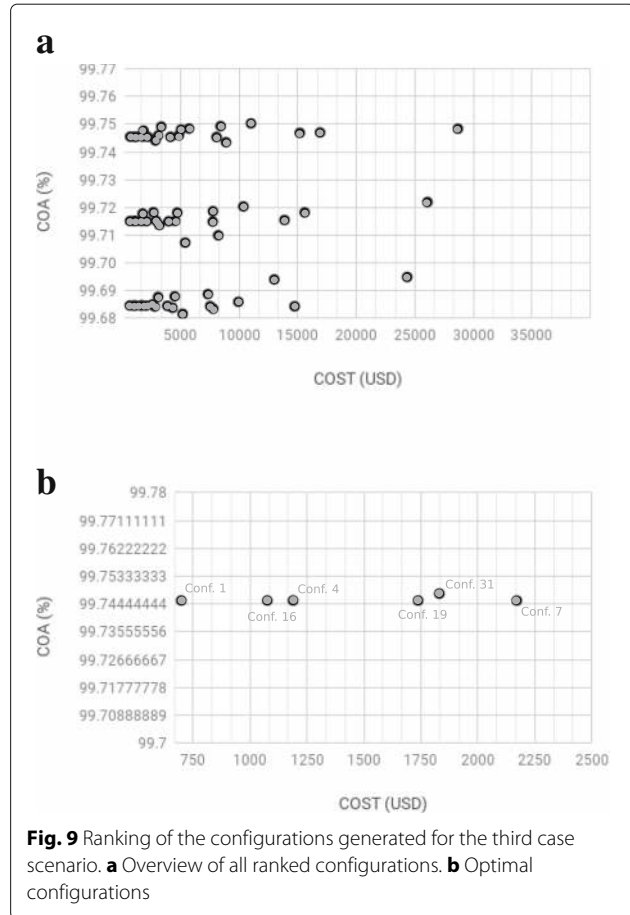 a
99.77
99.76
99.75
99.74
99.73
99.72
99.71
99.70
99.69
99.68
COA (%)
5000 10000 15000 20000 25000 30000 35000
COST (USD)
b
99.78
99.77111111
99.76222222
99.75333333
99.74444444
99.73555556
99.72666667
99.71777778
99.70888889
99.7
COA (%)
Conf. 1
Conf. 16
Conf. 4
Conf. 19
Conf. 31
Conf. 7
750 1000 1250 1500 1750 2000 2250 2500
COST (USD)
Fig. 9 Ranking of the configurations generated for the third case
scenario. a Overview of all ranked configurations. b Optimal
configurations